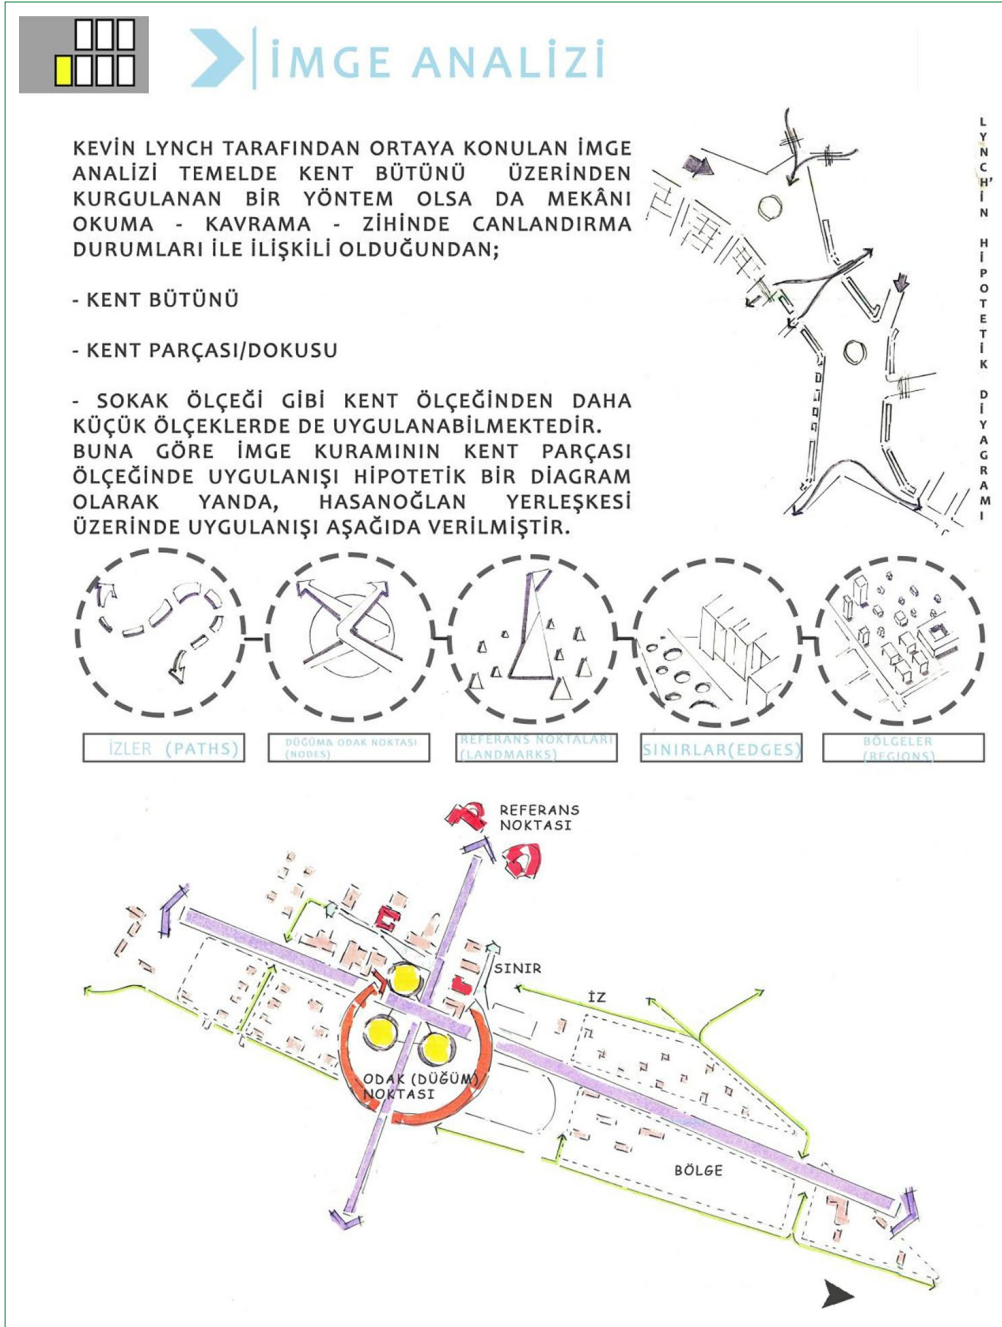 İMGE ANALİZİ
KEVİN LYNCH TARAFINDAN ORTAYA KONULAN İMGE
ANALİZİ TEMELDE KENT BÜTÜNÜ ÜZERİNDEN
KURGULANAN BİR YÖNTEM OLSA DA MEKÂNI
OKUMA - KAVRAMA - ZİHİNDE CANLANDIRMA
DURUMLARI İLE İLİŞKİLİ OLDUĞUNDAN;
- KENT BÜTÜNÜ
- KENT PARÇASI/DOKUSU
- SOKAK ÖLÇEĞİ GİBİ KENT ÖLÇEĞİNDEN DAHA
KÜÇÜK ÖLÇEKLERDE DE UYGULANABİLMEKTEDİR.
BUNA GÖRE İMGE KURAMININ KENT PARÇASI
ÖLÇEĞİNDE UYGULANIŞI HİPOTETİK BİR DİAGRAM
OLARAK YANDA, HASANOĞLAN YERLEŞKESİ
ÜZERİNDE UYGULANIŞI AŞAĞIDA VERİLMİŞTİR.
LYNCH'İN HİPOTETİK DİYAGRAMI
İZLER (PATHS)
DÜĞÜM& ODAK NOKTASI
(NODES)
REFERANS NOKTALARI
(LANDMARKS)
SINIRLAR(EDGES)
BÖLGELER
(REGIONS)
REFERANS
NOKTASI
SINIR
İZ
ODAK (DÜĞÜM)
NOKTASI
BÖLGE